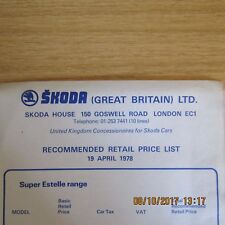 ŠKODA (GREAT BRITAIN) LTD.
SKODA HOUSE 150 GOSWELL ROAD LONDON EC1
Telephone: 01-253 7441 (10 lines)
United Kingdom Concessionaires for Skoda Cars
RECOMMENDED RETAIL PRICE LIST
19 APRIL 1978
Super Estelle range
MODEL Basic Retail Price Car Tax VAT Retail Price
09/10/2017 13:17